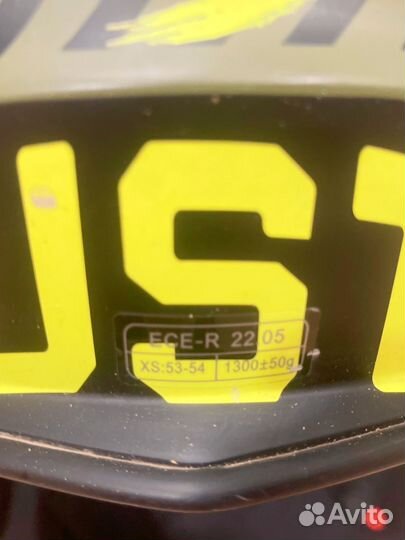 UST
ECE-R 22.05
XS:53-54 1300±50g
Avito